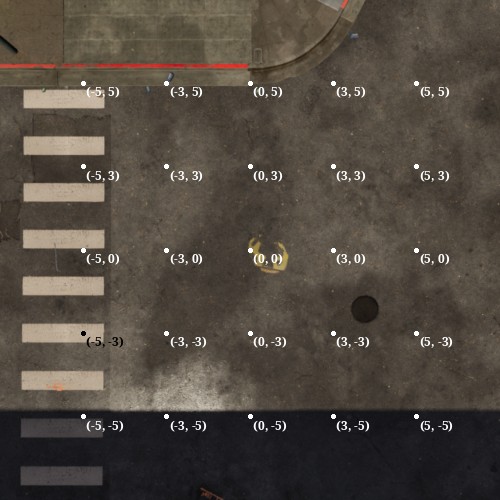 (-5, 5) (-3, 5) (0, 5) (3, 5) (5, 5)
(-5, 3) (-3, 3) (0, 3) (3, 3) (5, 3)
(-5, 0) (-3, 0) (0, 0) (3, 0) (5, 0)
(-5, -3) (-3, -3) (0, -3) (3, -3) (5, -3)
(-5, -5) (-3, -5) (0, -5) (3, -5) (5, -5)